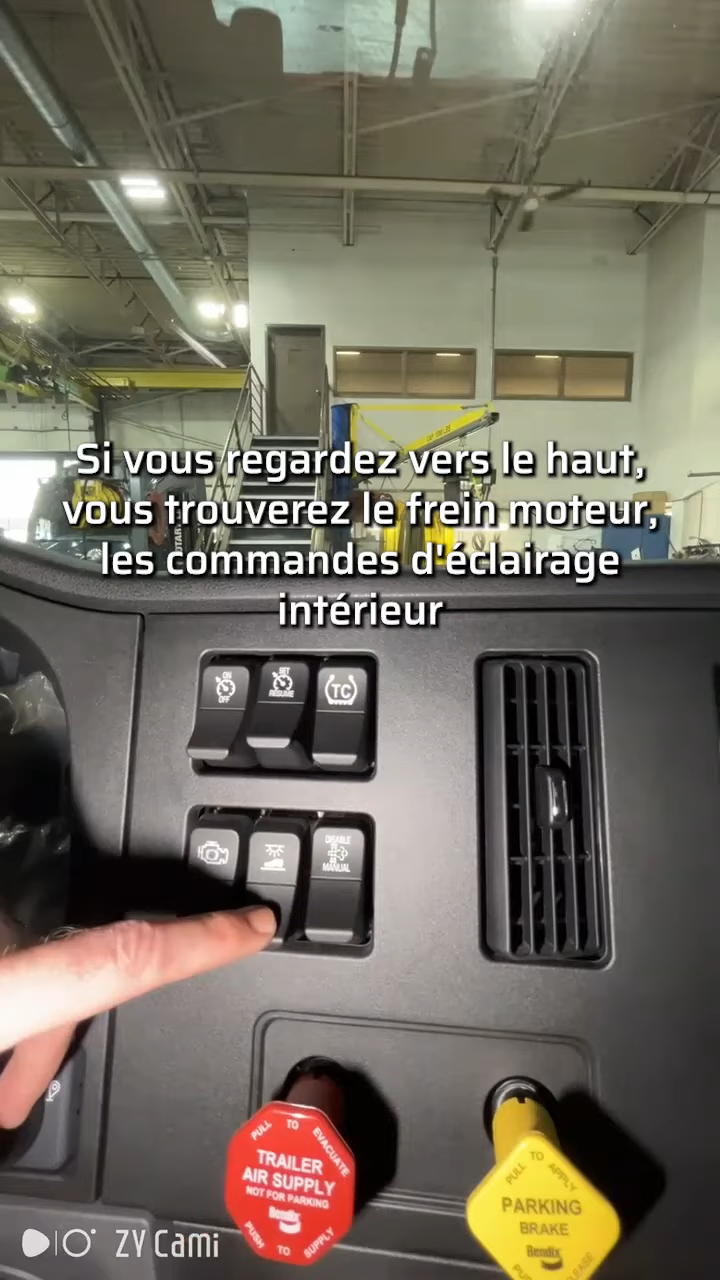 Si vous regardez vers le haut,
vous trouverez le frein moteur,
les commandes d'éclairage
intérieur
ON
OFF
SET
RESUME
TC
DISABLE
MANUAL
PULL TO EVACUATE
TRAILER
AIR SUPPLY
NOT FOR PARKING
Bendix
PUSH TO SUPPLY
PULL TO APPLY
PARKING
BRAKE
Bendix
ZY Cami